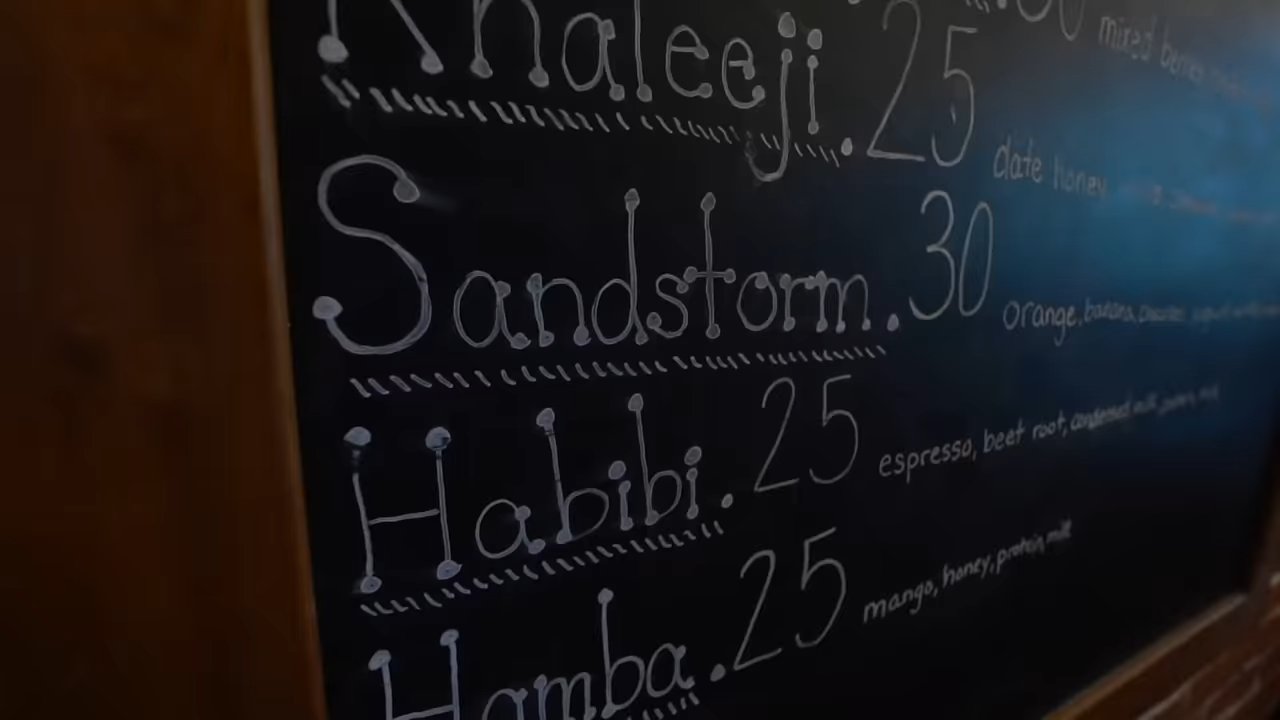 mixed berries
Khaleeji.25 date honey
Sandstorm.30 orange, banana,
Habibi.25 espresso, beet root, condensed milk,
Hamba.25 mango, honey, protein, milk